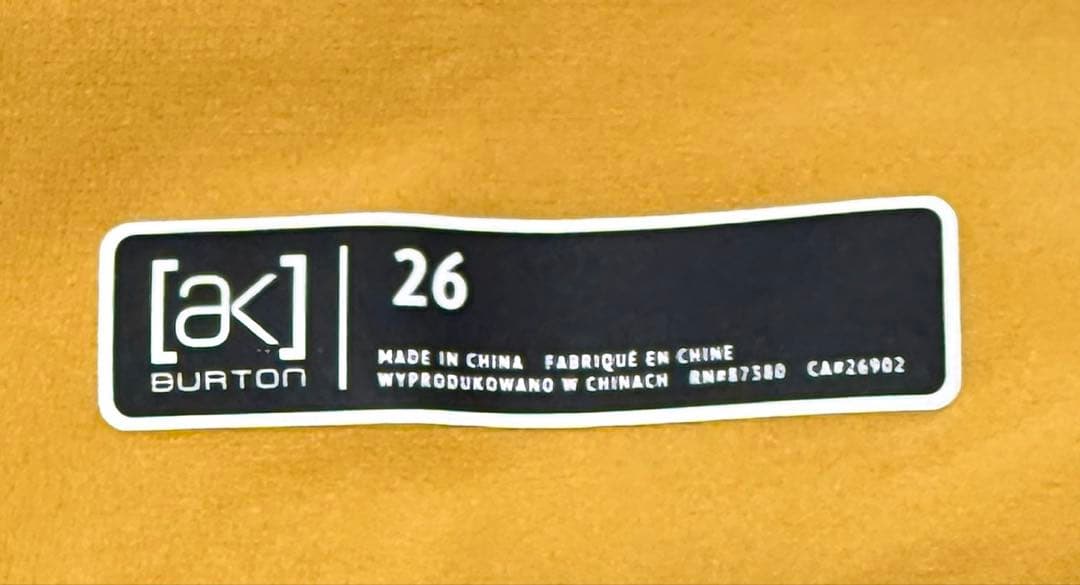 [ak]
BURTON
26
MADE IN CHINA FABRIQUÉ EN CHINE
WYPRODUKOWANO W CHINACH RN#87580 CA#26902